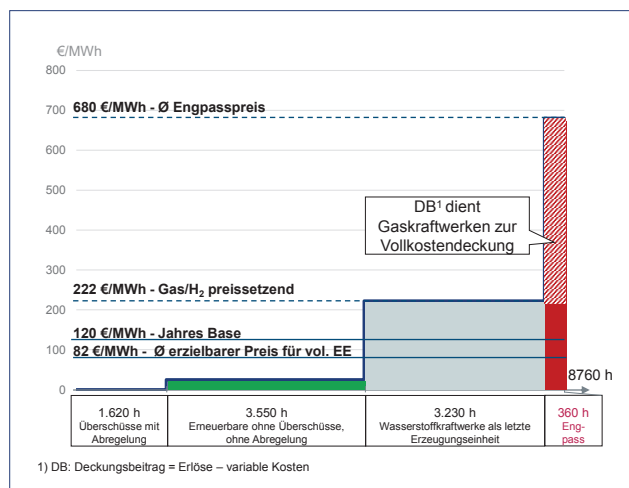 €/MWh
800
680 €/MWh - Ø Engpasspreis
700
600
500
DB¹ dient
Gaskraftwerken zur
Vollkostendeckung
400
300
222 €/MWh - Gas/H₂ preissetzend
200
120 €/MWh - Jahres Base
100
82 €/MWh - Ø erzielbarer Preis für vol. EE
0
8760 h
1.620 h
Überschüsse mit
Abregelung
3.550 h
Erneuerbare ohne Überschüsse,
ohne Abregelung
3.230 h
Wasserstoffkraftwerke als letzte
Erzeugungseinheit
360 h
Eng-
pass
1) DB: Deckungsbeitrag = Erlöse – variable Kosten